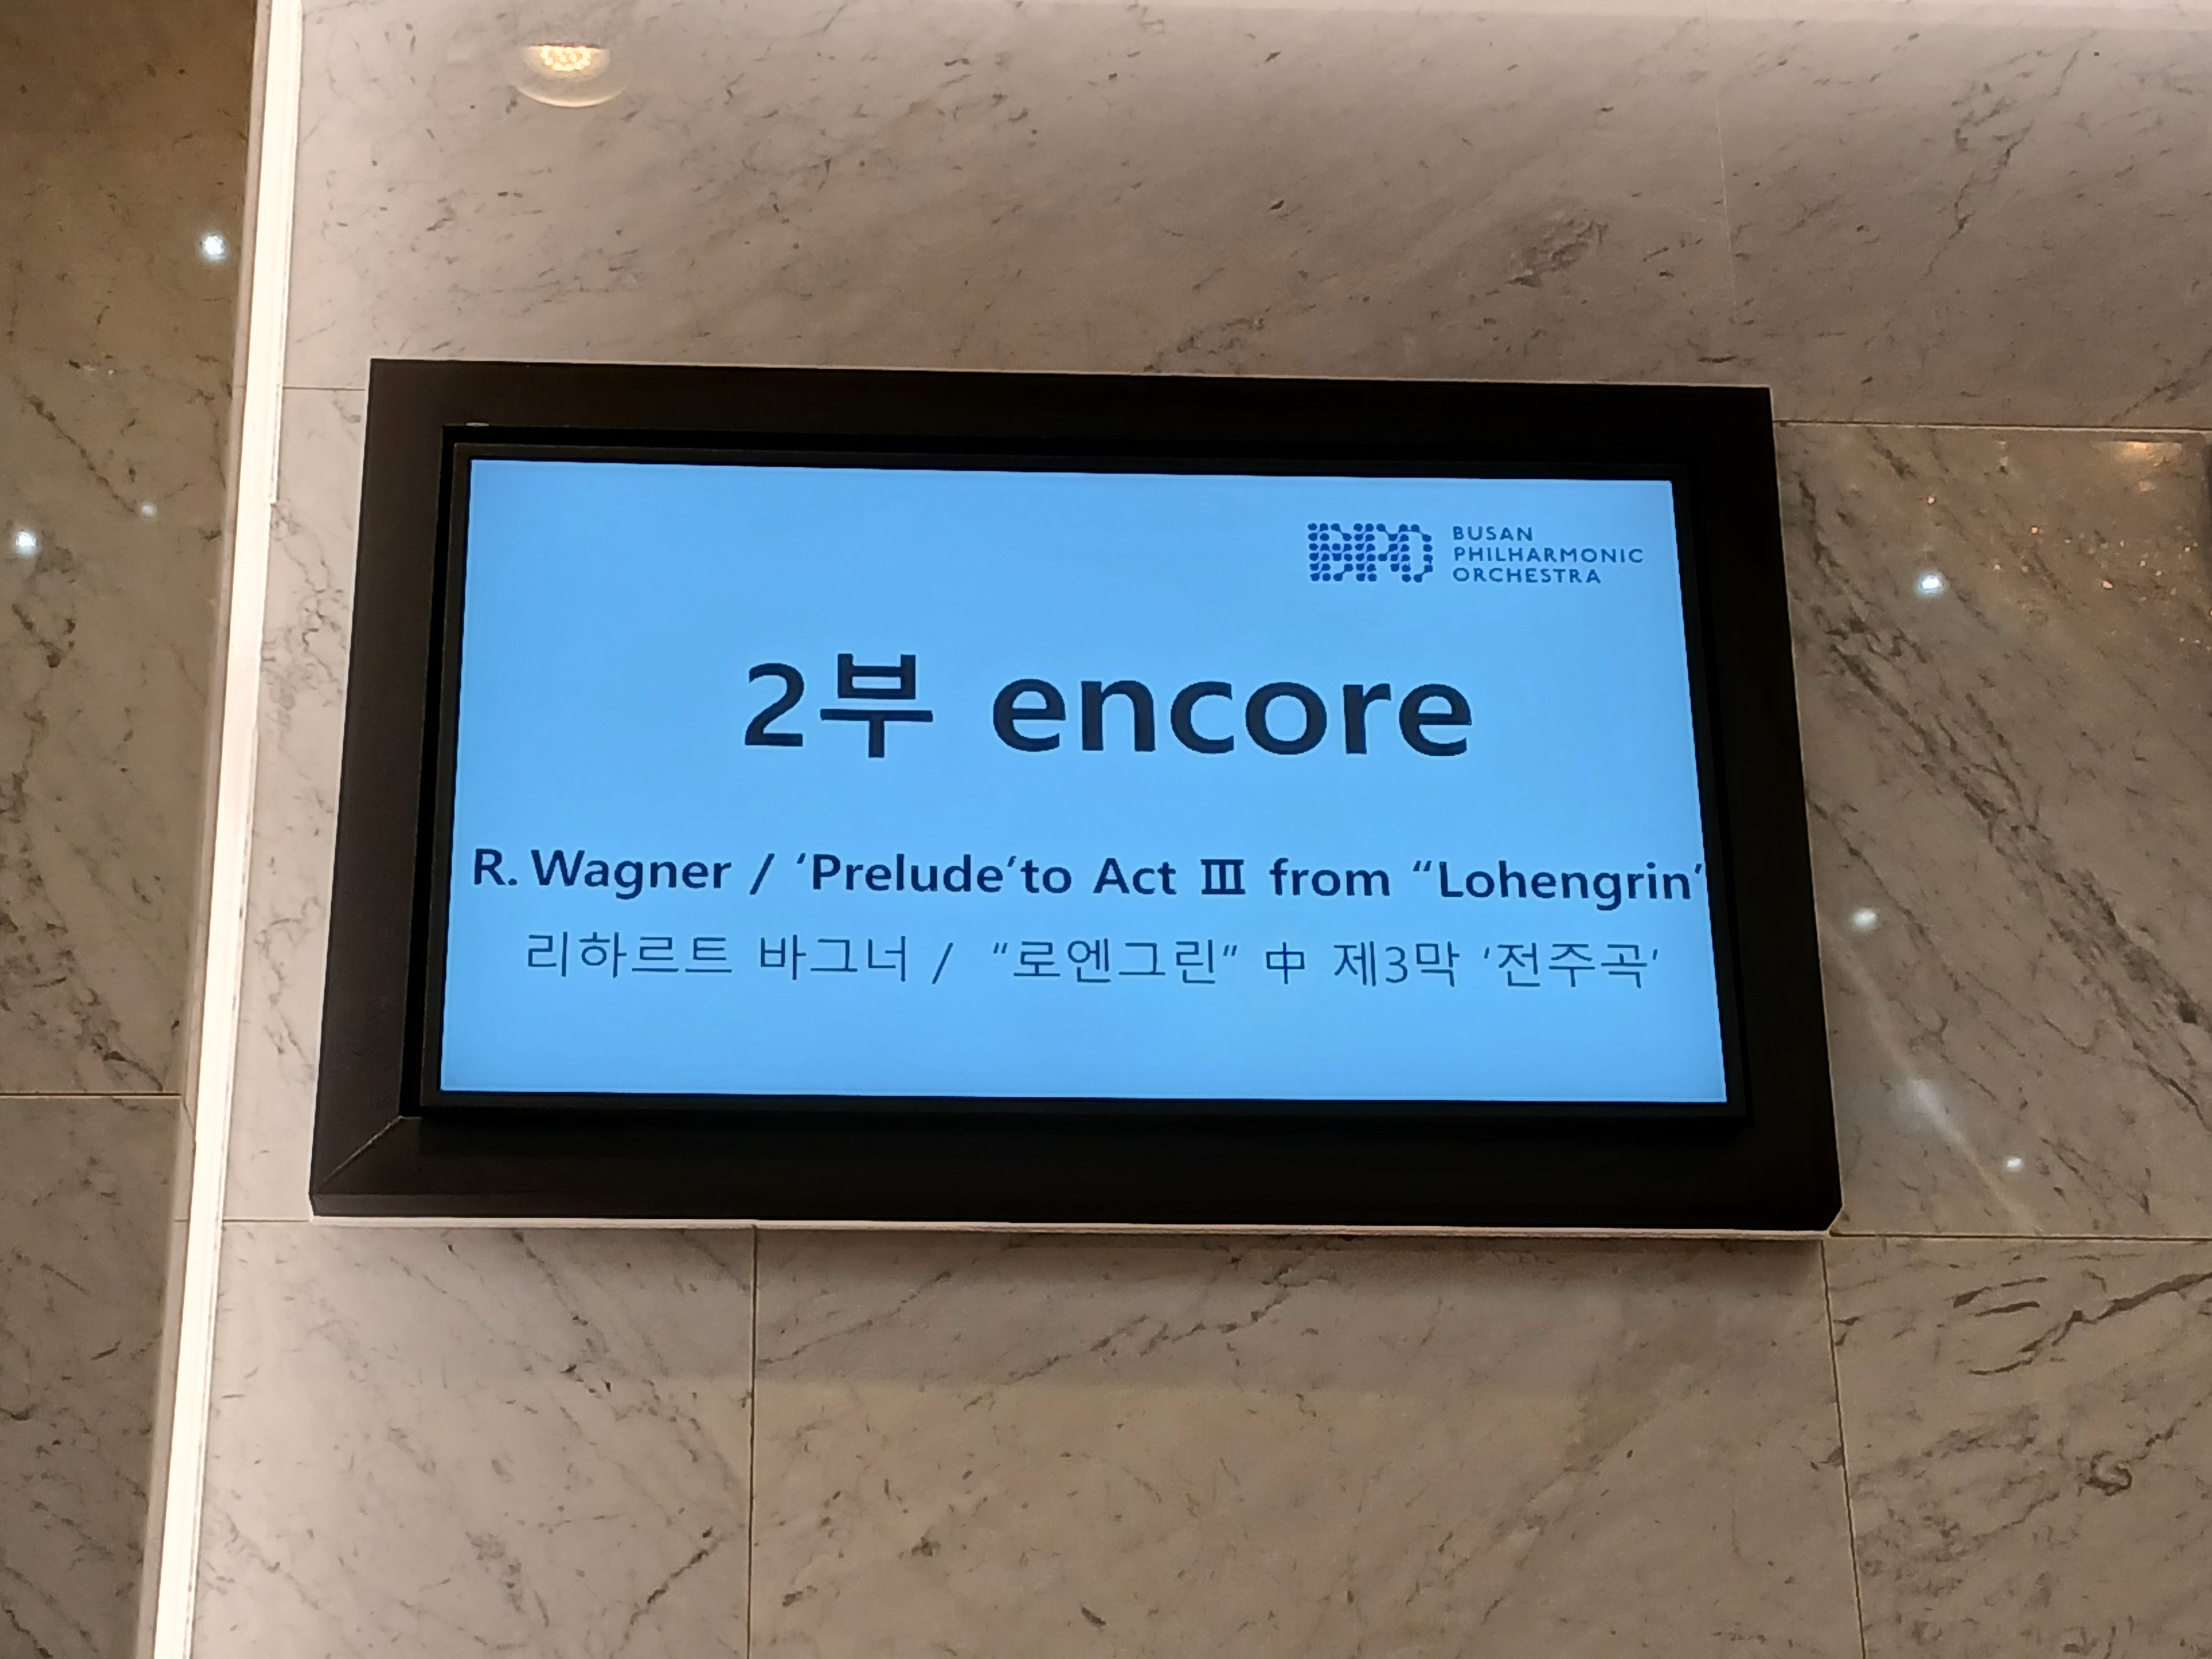 BPO
BUSAN
PHILHARMONIC
ORCHESTRA
2부 encore
R. Wagner / ‘Prelude’to Act Ⅲ from “Lohengrin’
리하르트 바그너 / “로엔그린” 中 제3막 ‘전주곡’